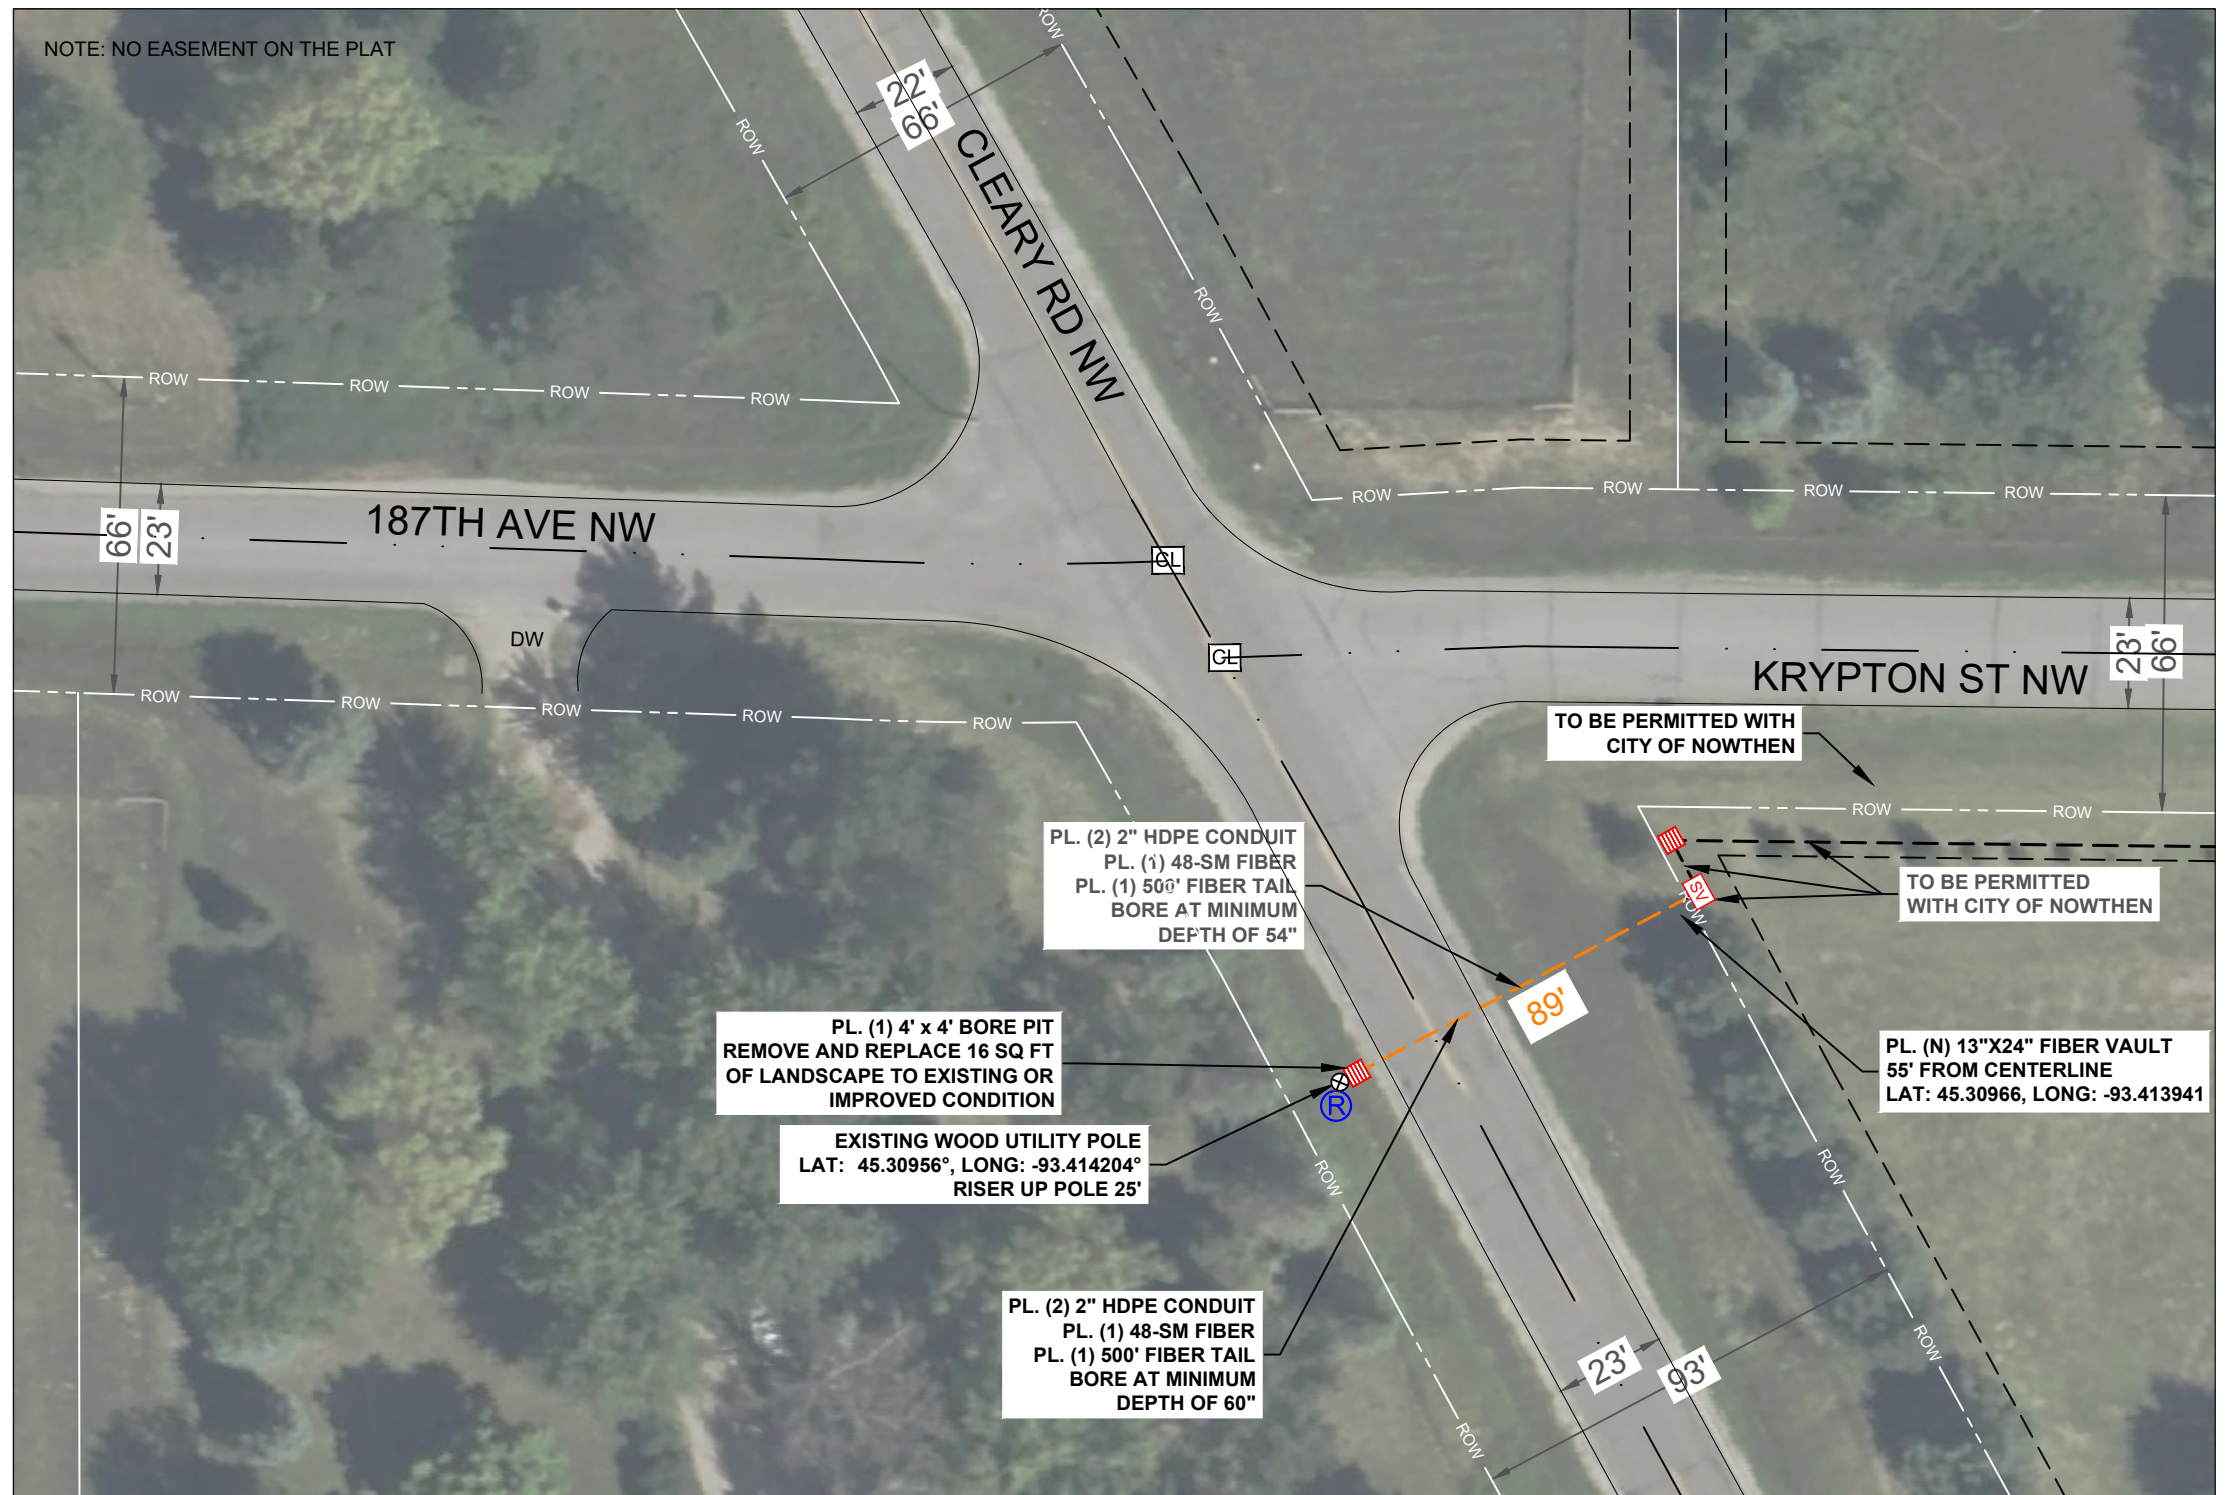 NOTE: NO EASEMENT ON THE PLAT
ROW
22'
66'
ROW
CLEARY RD NW
ROW
ROW
ROW
ROW
ROW
ROW
ROW
ROW
ROW
66'
23'
187TH AVE NW
CL
DW
CL
23'
66'
KRYPTON ST NW
ROW
ROW
ROW
ROW
ROW
TO BE PERMITTED WITH
CITY OF NOWTHEN
ROW
ROW
PL. (2) 2" HDPE CONDUIT
PL. (1) 48-SM FIBER
PL. (1) 500' FIBER TAIL
BORE AT MINIMUM
DEPTH OF 54"
SV
ROW
TO BE PERMITTED
WITH CITY OF NOWTHEN
89'
PL. (1) 4' x 4' BORE PIT
REMOVE AND REPLACE 16 SQ FT
OF LANDSCAPE TO EXISTING OR
IMPROVED CONDITION
R
PL. (N) 13"X24" FIBER VAULT
55' FROM CENTERLINE
LAT: 45.30966, LONG: -93.413941
EXISTING WOOD UTILITY POLE
LAT: 45.30956°, LONG: -93.414204°
RISER UP POLE 25'
ROW
ROW
PL. (2) 2" HDPE CONDUIT
PL. (1) 48-SM FIBER
PL. (1) 500' FIBER TAIL
BORE AT MINIMUM
DEPTH OF 60"
ROW
23'
93'
ROW